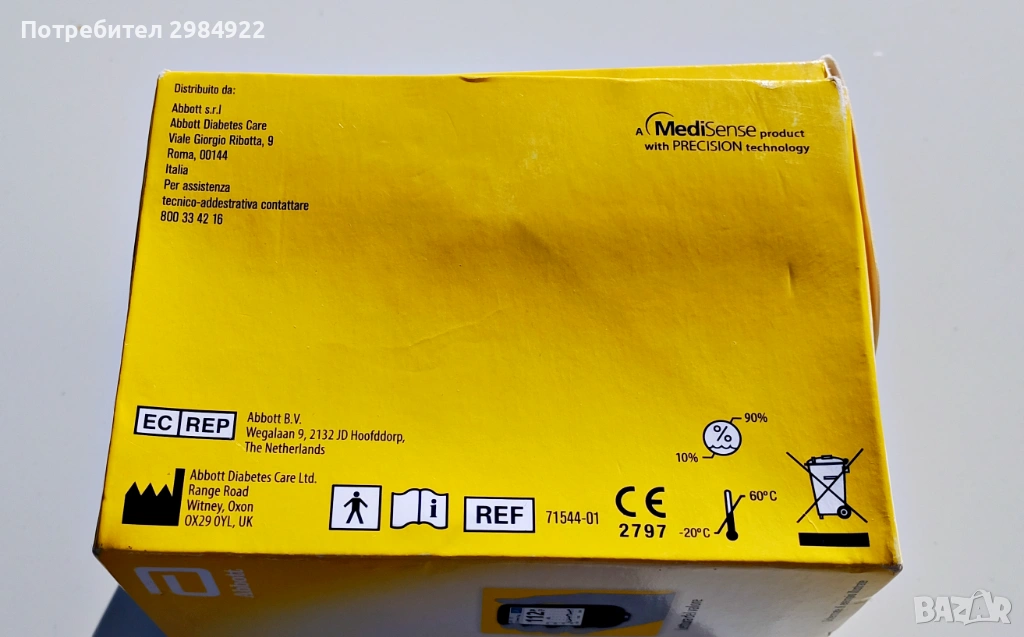 Потребител 2984922
Distribuito da:
Abbott s.r.l
Abbott Diabetes Care
Viale Giorgio Ribotta, 9
Roma, 00144
Italia
Per assistenza
tecnico-addestrativa contattare
800 33 42 16
A MediSense product
with PRECISION technology
EC REP
Abbott B.V.
Wegalaan 9, 2132 JD Hoofddorp,
The Netherlands
Abbott Diabetes Care Ltd.
Range Road
Witney, Oxon
OX29 0YL, UK
i
REF 71544-01
CE
2797
90%
%
10%
60°C
-20°C
Abbott
112
BAZAR